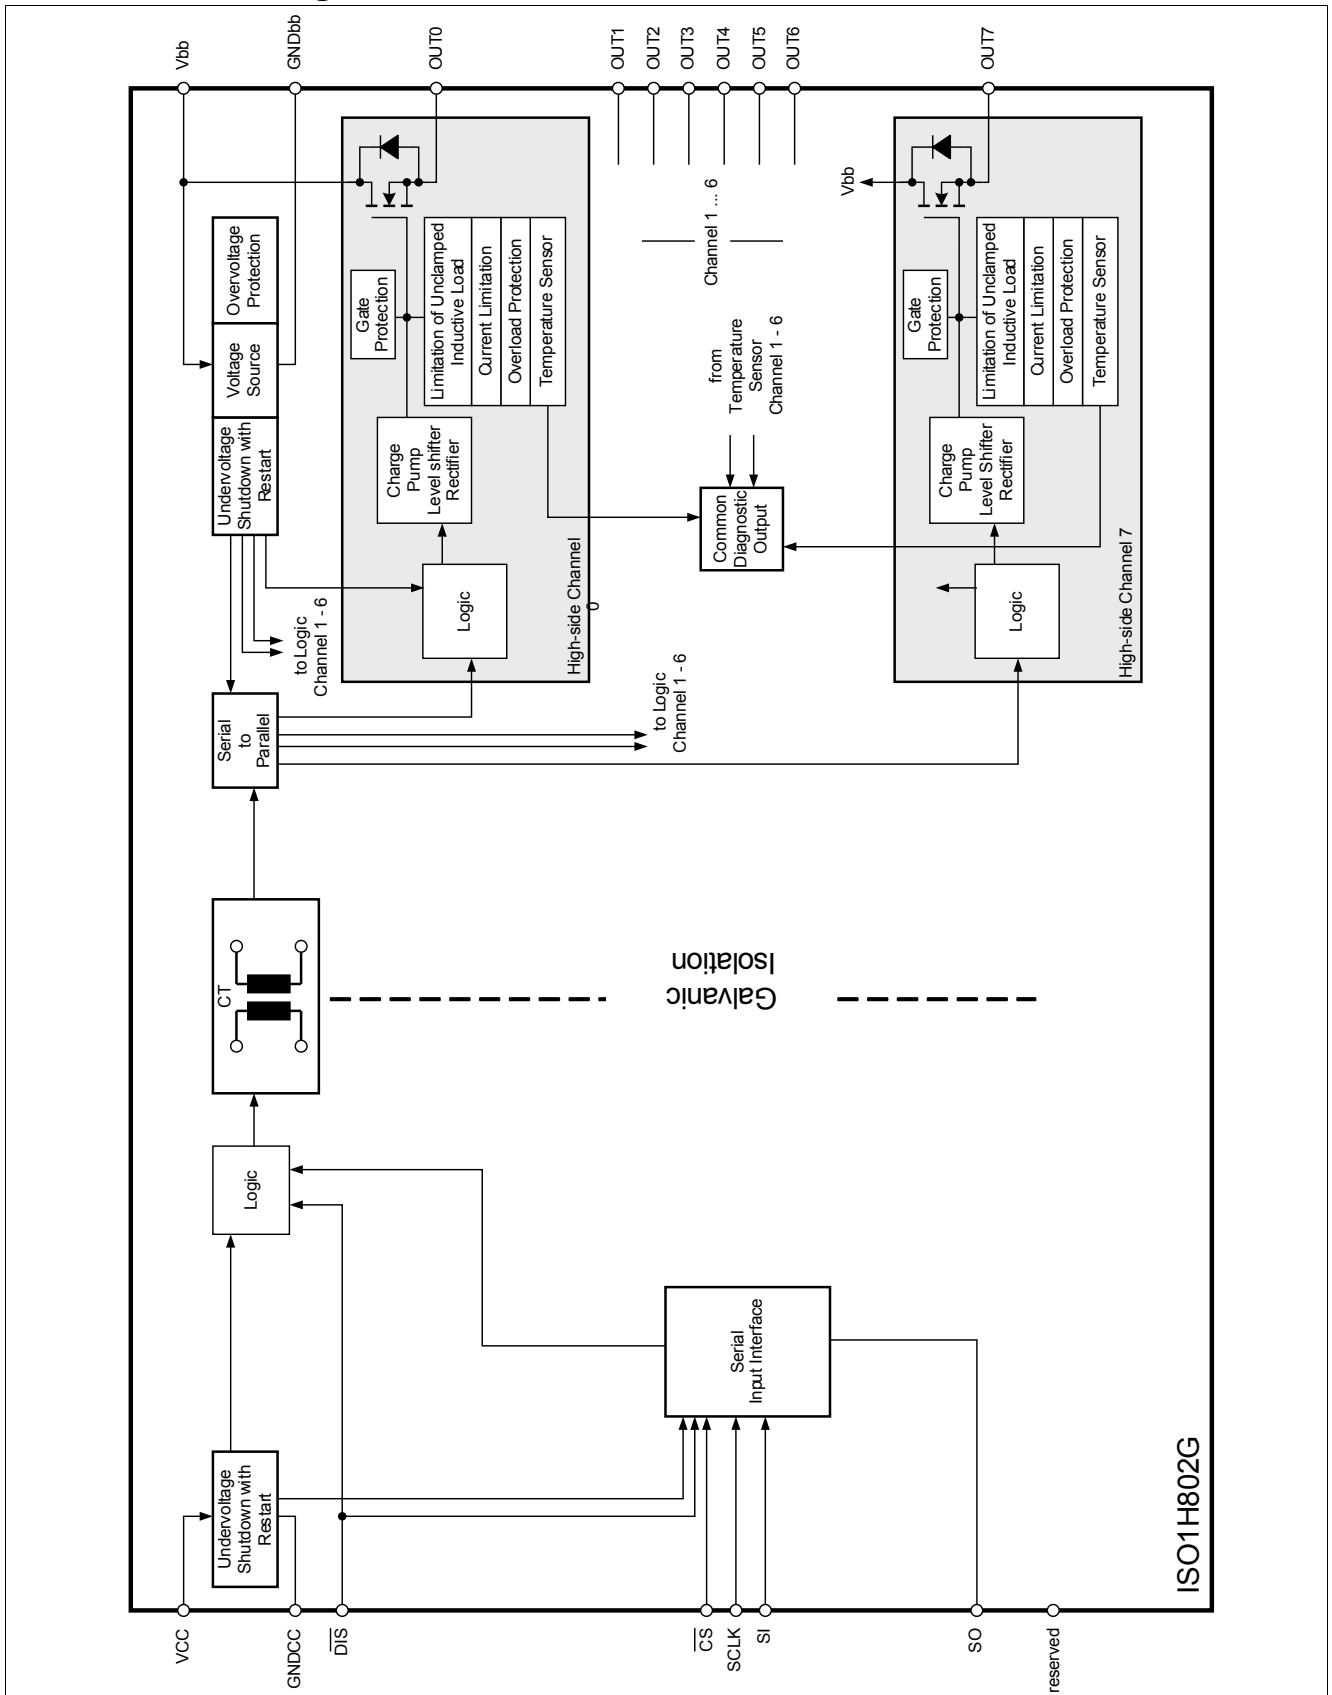 Vbb
GNDbb
OUT0
OUT1
OUT2
OUT3
OUT4
OUT5
OUT6
OUT7
Overvoltage
Protection
Voltage
Source
Undervoltage
Shutdown with
Restart
to Logic
Channel 1 - 6
Serial
to
Parallel
Gate
Protection
Limitation of Unclamped
Inductive Load
Current Limitation
Overload Protection
Temperature Sensor
Charge
Pump
Level shifter
Rectifier
Logic
High-side Channel
0
to Logic
Channel 1 - 6
Channel 1 ... 6
from
Temperature
Sensor
Channel 1 - 6
Common
Diagnostic
Output
Vbb
Gate
Protection
Limitation of Unclamped
Inductive Load
Current Limitation
Overload Protection
Temperature Sensor
Charge
Pump
Level Shifter
Rectifier
Logic
High-side Channel 7
CT
Galvanic
Isolation
Logic
Serial
Input Interface
Undervoltage
Shutdown with
Restart
VCC
GNDCC
DIS
CS
SCLK
SI
SO
reserved
ISO1H802G